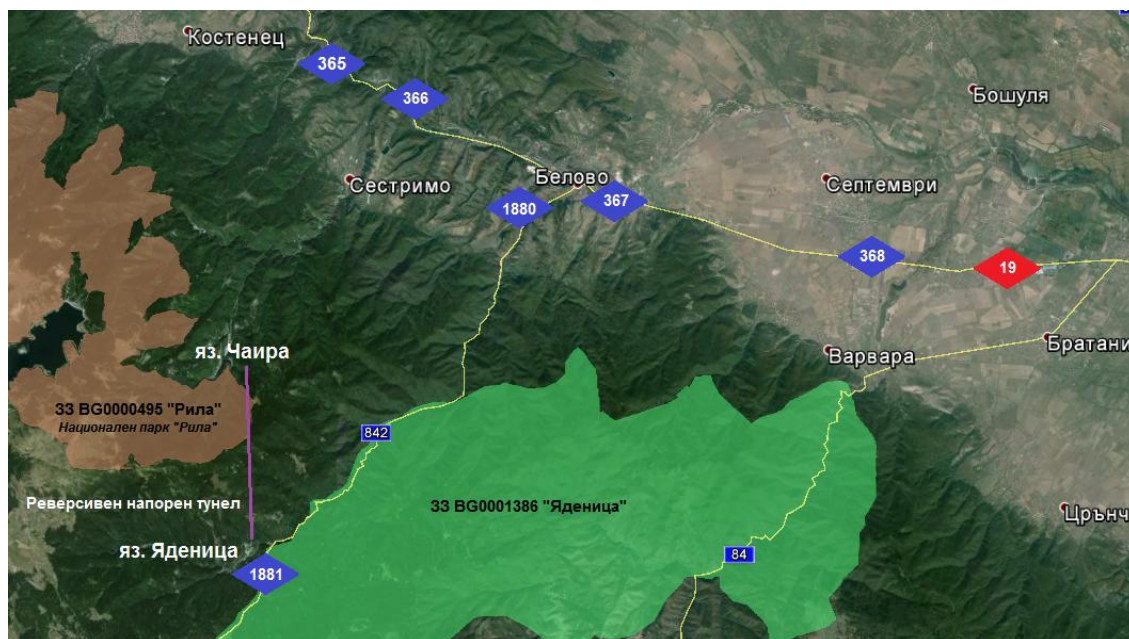 Костенец
365
366
Бошуля
Сестримо
Белово
Септември
1880
367
368
19
яз. Чаира
Варвара
Братани
ЗЗ BG0000495 "Рила"
Национален парк "Рила"
842
ЗЗ BG0001386 "Яденица"
Реверсивен напорен тунел
Црънч
яз. Яденица
84
1881